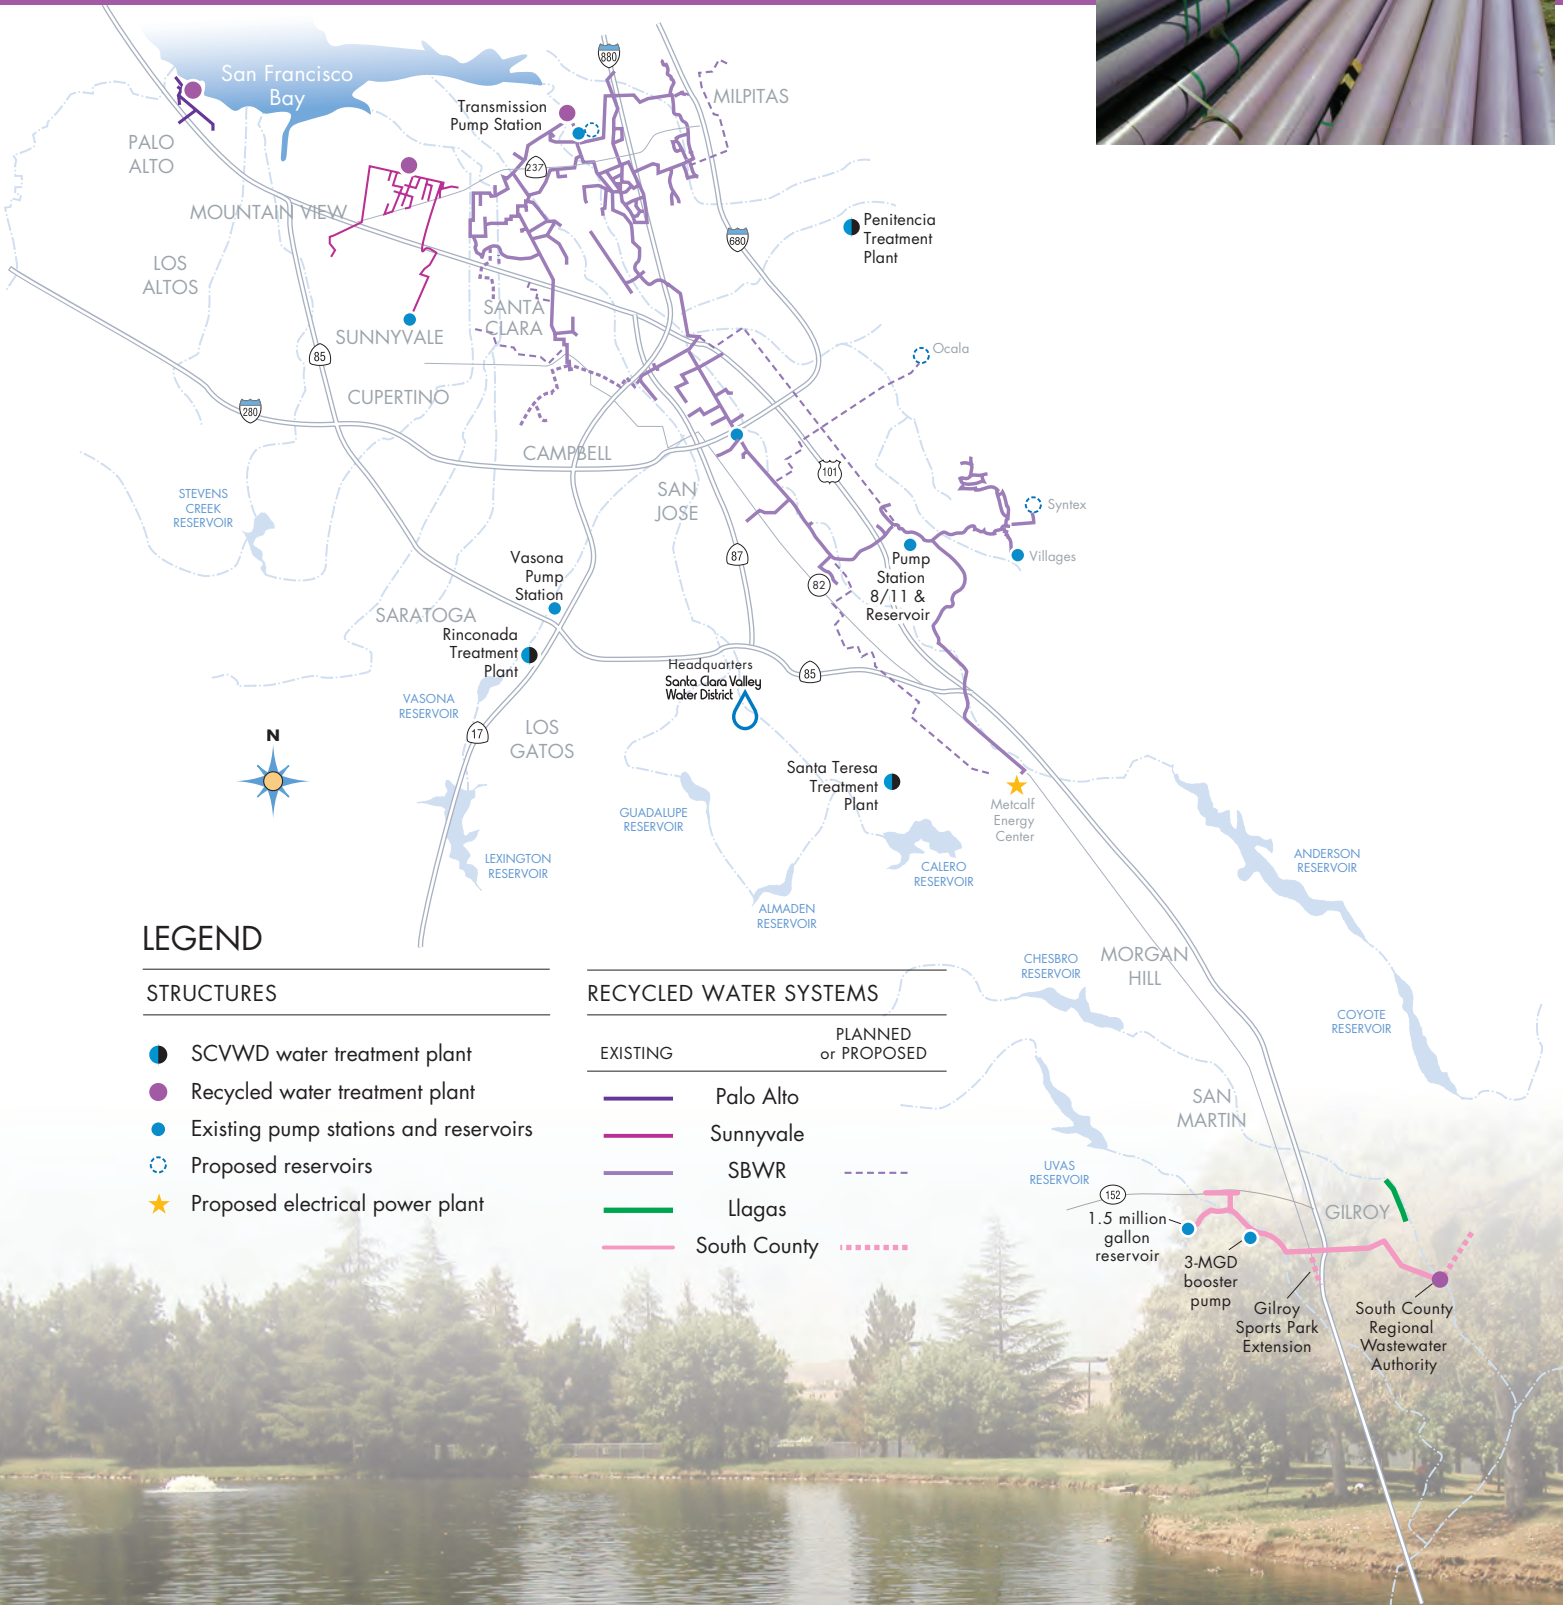 San Francisco
Bay
880
MILPITAS
Transmission
Pump Station
PALO
ALTO
237
MOUNTAIN VIEW
Penitencia
Treatment
Plant
680
LOS
ALTOS
SANTA
CLARA
SUNNYVALE
85
Ocala
CUPERTINO
280
CAMPBELL
101
STEVENS
CREEK
RESERVOIR
SAN
JOSE
Syntex
Vasona
Pump
Station
87
Villages
Pump
Station
8/11 &
Reservoir
82
SARATOGA
Rinconada
Treatment
Plant
Headquarters
Santa Clara Valley
Water District
85
VASONA
RESERVOIR
17
LOS
GATOS
N
Santa Teresa
Treatment
Plant
GUADALUPE
RESERVOIR
Metcalf
Energy
Center
LEXINGTON
RESERVOIR
CALERO
RESERVOIR
ANDERSON
RESERVOIR
ALMADEN
RESERVOIR
CHESBRO
RESERVOIR
MORGAN
HILL
COYOTE
RESERVOIR
SAN
MARTIN
UVAS
RESERVOIR
152
GILROY
1.5 million
gallon
reservoir
3-MGD
booster
pump
Gilroy
Sports Park
Extension
South County
Regional
Wastewater
Authority
LEGEND
STRUCTURES
SCVWD water treatment plant
Recycled water treatment plant
Existing pump stations and reservoirs
Proposed reservoirs
Proposed electrical power plant
RECYCLED WATER SYSTEMS
EXISTING
PLANNED
or PROPOSED
Palo Alto
Sunnyvale
SBWR
Llagas
South County